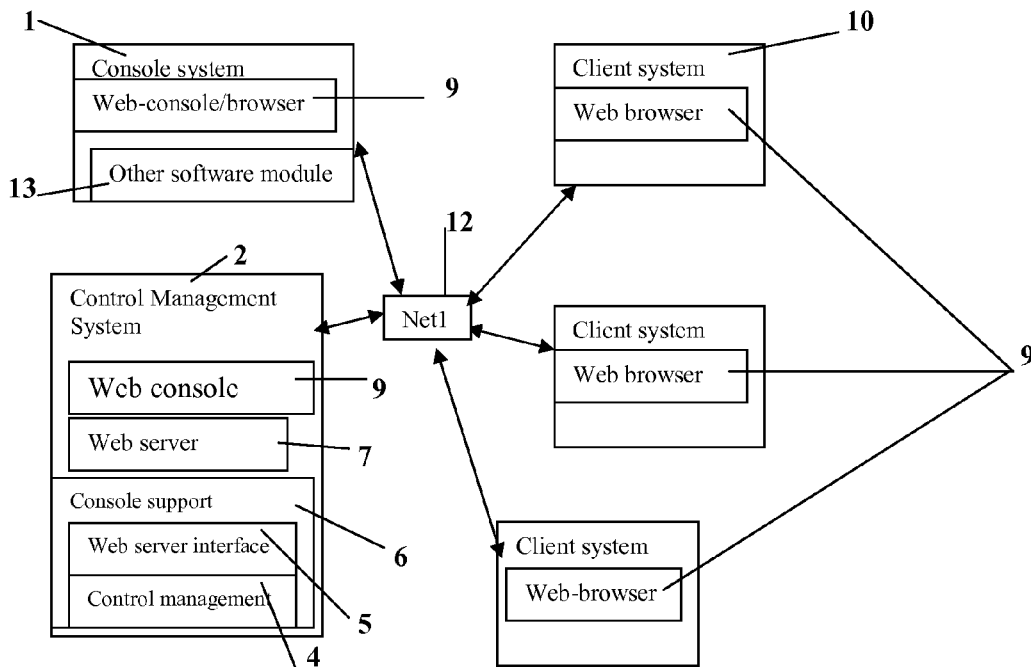 1
Console system
Web-console/browser
9
Other software module
13
10
Client system
Web browser
12
Net1
2
Control Management
System
Web console
9
Web server
7
Console support
6
Web server interface
5
Control management
4
Client system
Web browser
9
Client system
Web-browser